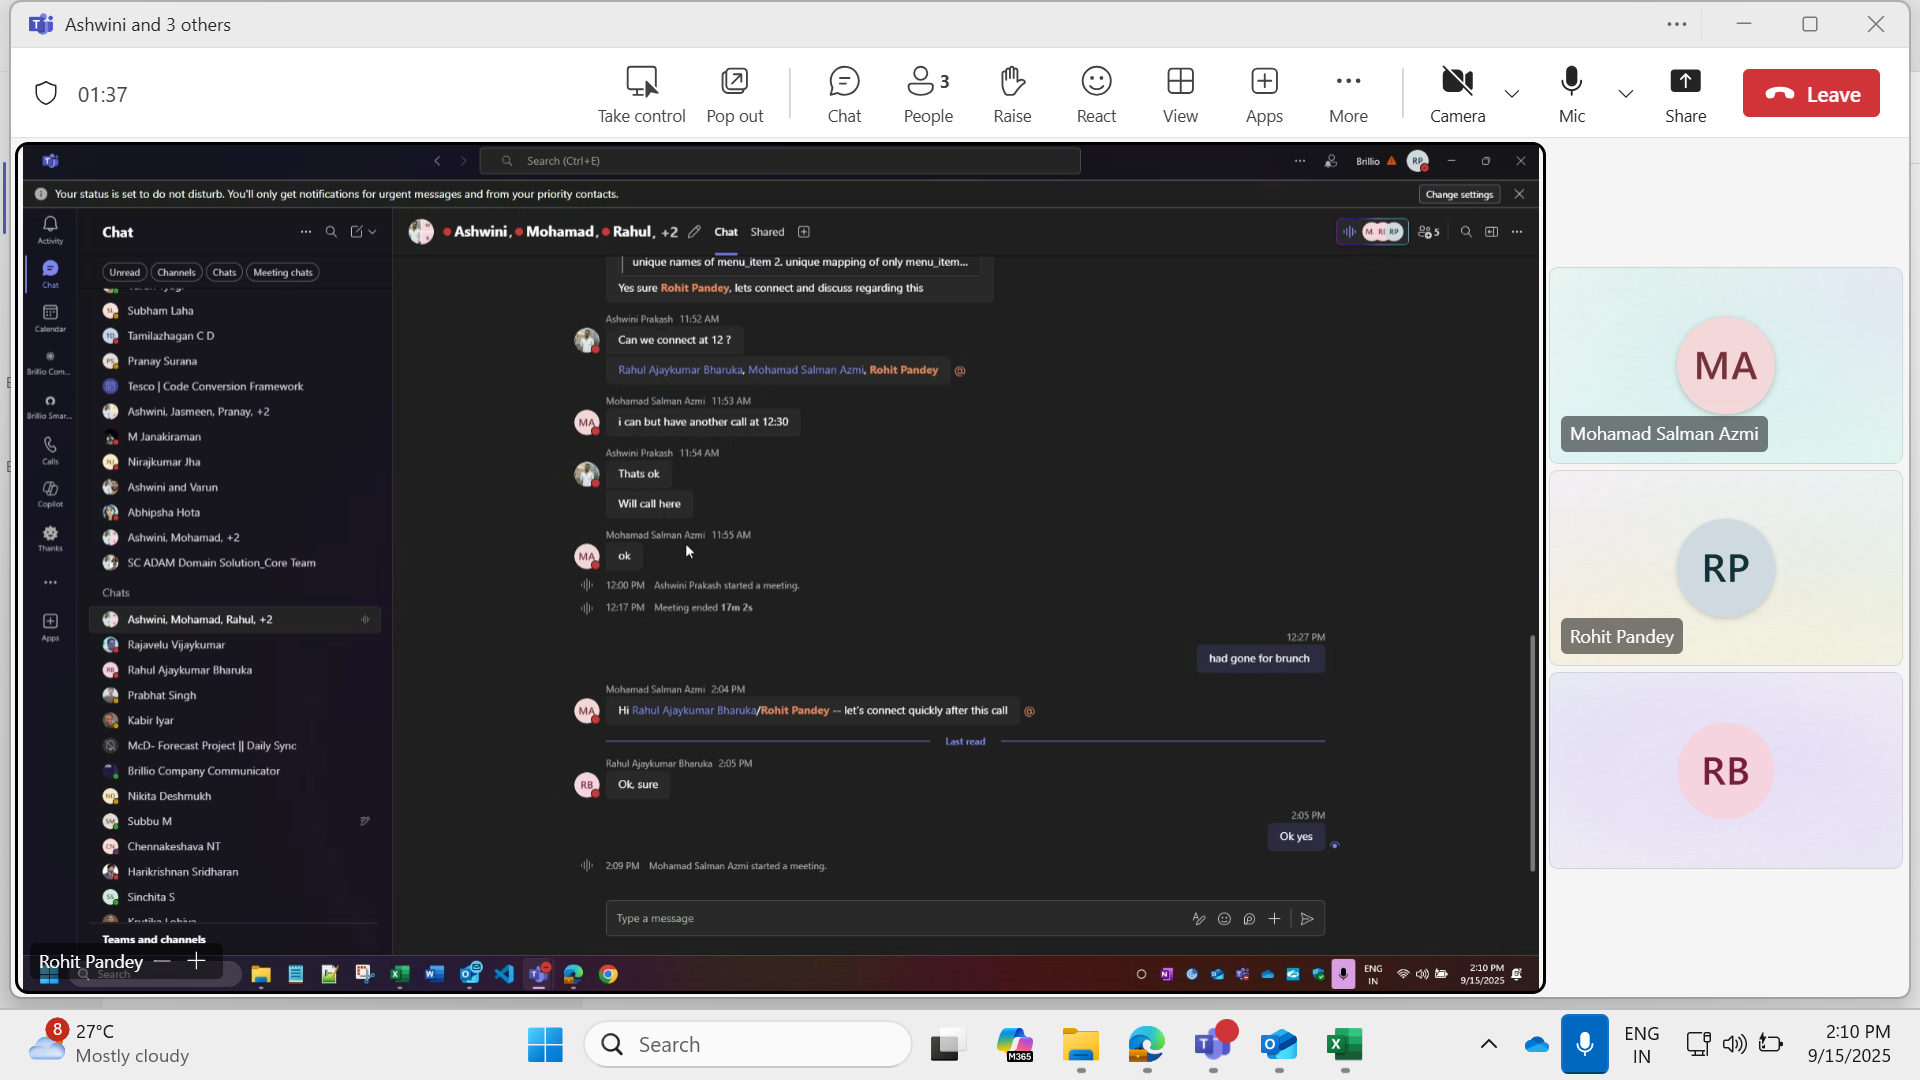 Ashwini and 3 others
01:37
Take control
Pop out
Chat
3
People
Raise
React
View
Apps
More
Camera
Mic
Share
Leave
Search (Ctrl+E)
Brillio
RP
Your status is set to do not disturb. You'll only get notifications for urgent messages and from your priority contacts.
Change settings
Activity
Chat
Calendar
Brillio Com...
Brillio Smar...
Calls
Copilot
Thanks
Apps
Chat
Unread
Channels
Chats
Meeting chats
Subham Laha
Tamilazhagan C D
Pranay Surana
Tesco | Code Conversion Framework
Ashwini, Jasmeen, Pranay, +2
M Janakiraman
Nirajkumar Jha
Ashwini and Varun
Abhipsha Hota
Ashwini, Mohamad, +2
SC ADAM Domain Solution_Core Team
Chats
Ashwini, Mohamad, Rahul, +2
Rajavelu Vijaykumar
Rahul Ajaykumar Bharuka
Prabhat Singh
Kabir Iyar
McD- Forecast Project || Daily Sync
Brillio Company Communicator
Nikita Deshmukh
Subbu M
Chennakeshava NT
Harikrishnan Sridharan
Sinchita S
Teams and channels
Ashwini, Mohamad, Rahul, +2
Chat
Shared
5
unique names of menu_item 2. unique mapping of only menu_item...
Yes sure Rohit Pandey, lets connect and discuss regarding this
Ashwini Prakash 11:52 AM
Can we connect at 12 ?
Rahul Ajaykumar Bharuka, Mohamad Salman Azmi, Rohit Pandey @
Mohamad Salman Azmi 11:53 AM
MA
i can but have another call at 12:30
Ashwini Prakash 11:54 AM
Thats ok
Will call here
Mohamad Salman Azmi 11:55 AM
MA
ok
12:00 PM Ashwini Prakash started a meeting.
12:17 PM Meeting ended 17m 2s
12:27 PM
had gone for brunch
Mohamad Salman Azmi 2:04 PM
MA
Hi Rahul Ajaykumar Bharuka/Rohit Pandey -- let's connect quickly after this call @
Last read
Rahul Ajaykumar Bharuka 2:05 PM
RB
Ok, sure
2:05 PM
Ok yes
2:09 PM Mohamad Salman Azmi started a meeting.
Type a message
Rohit Pandey
Search
ENG
IN
2:10 PM
9/15/2025
MA
Mohamad Salman Azmi
RP
Rohit Pandey
RB
8
27°C
Mostly cloudy
Search
M365
ENG
IN
2:10 PM
9/15/2025